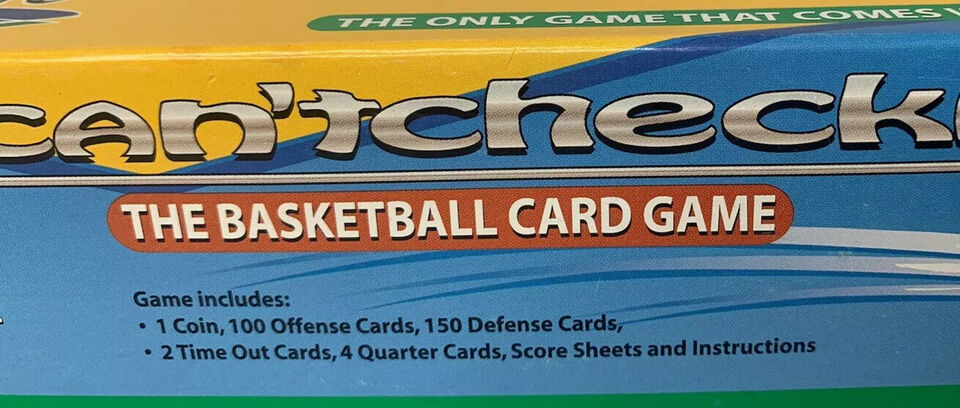 THE ONLY GAME THAT COMES
can'tcheck
THE BASKETBALL CARD GAME
Game includes:
• 1 Coin, 100 Offense Cards, 150 Defense Cards,
• 2 Time Out Cards, 4 Quarter Cards, Score Sheets and Instructions